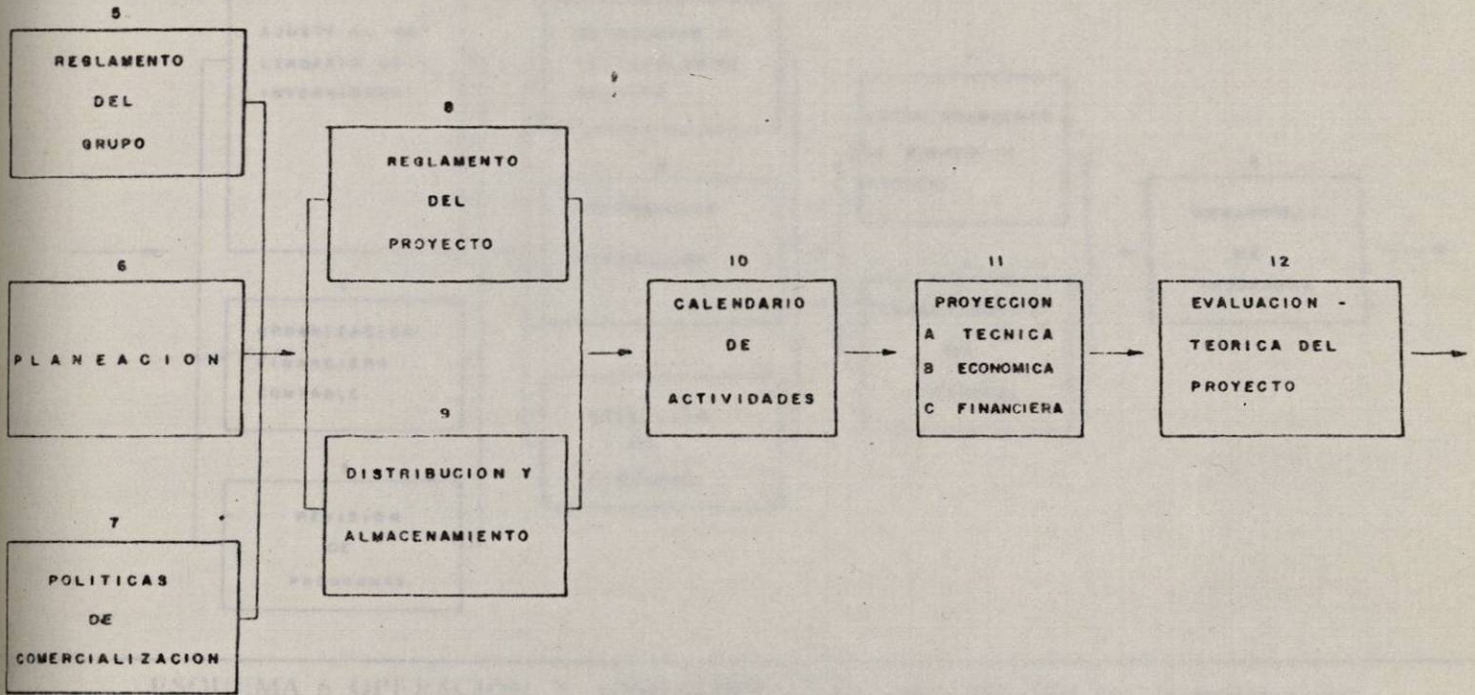 5
REGLAMENTO
DEL
GRUPO
6
PLANEACION
7
POLITICAS
DE
COMERCIALIZACION
8
REGLAMENTO
DEL
PROYECTO
9
DISTRIBUCION Y
ALMACENAMIENTO
10
CALENDARIO
DE
ACTIVIDADES
11
PROYECCION
A TECNICA
B ECONOMICA
C FINANCIERA
12
EVALUACION -
TEORICA DEL
PROYECTO